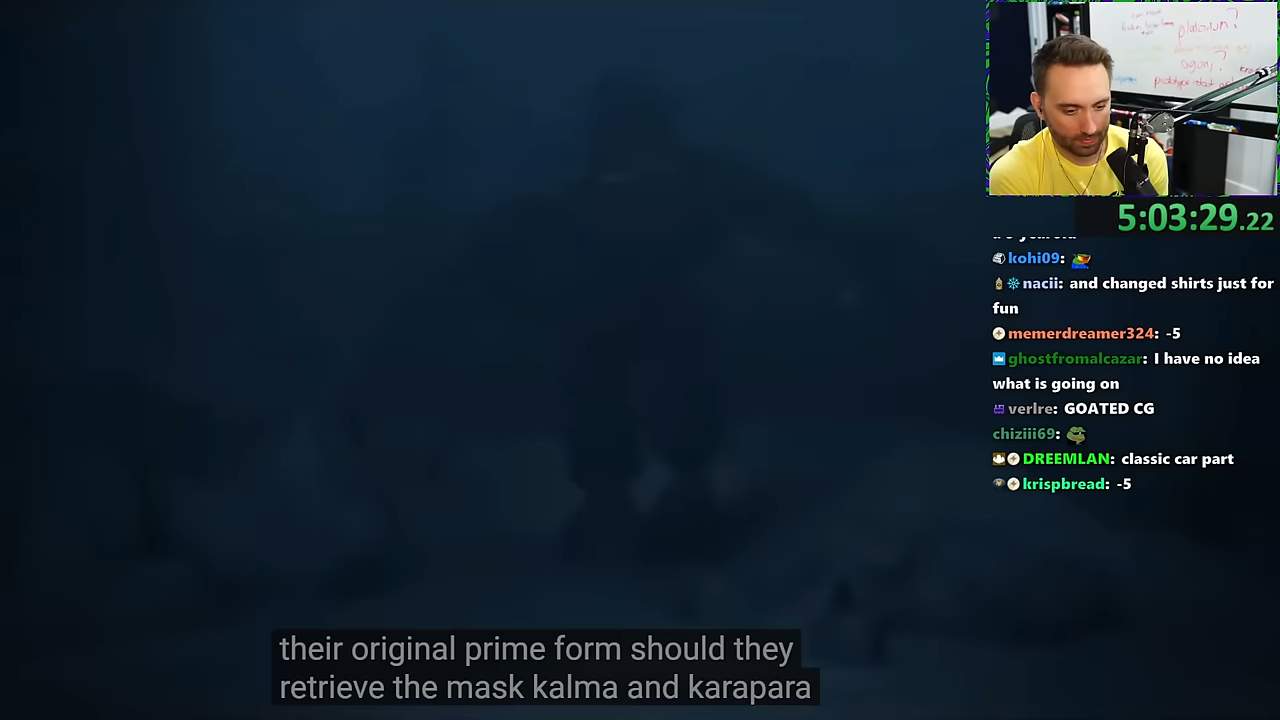 platoon?
agony?
5:03:29.22
kohi09:
nacii: and changed shirts just for
fun
memerdreamer324: -5
ghostfromalcazar: I have no idea
what is going on
verlre: GOATED CG
chiziii69:
DREEMLAN: classic car part
krispbread: -5
their original prime form should they
retrieve the mask kalma and karapara